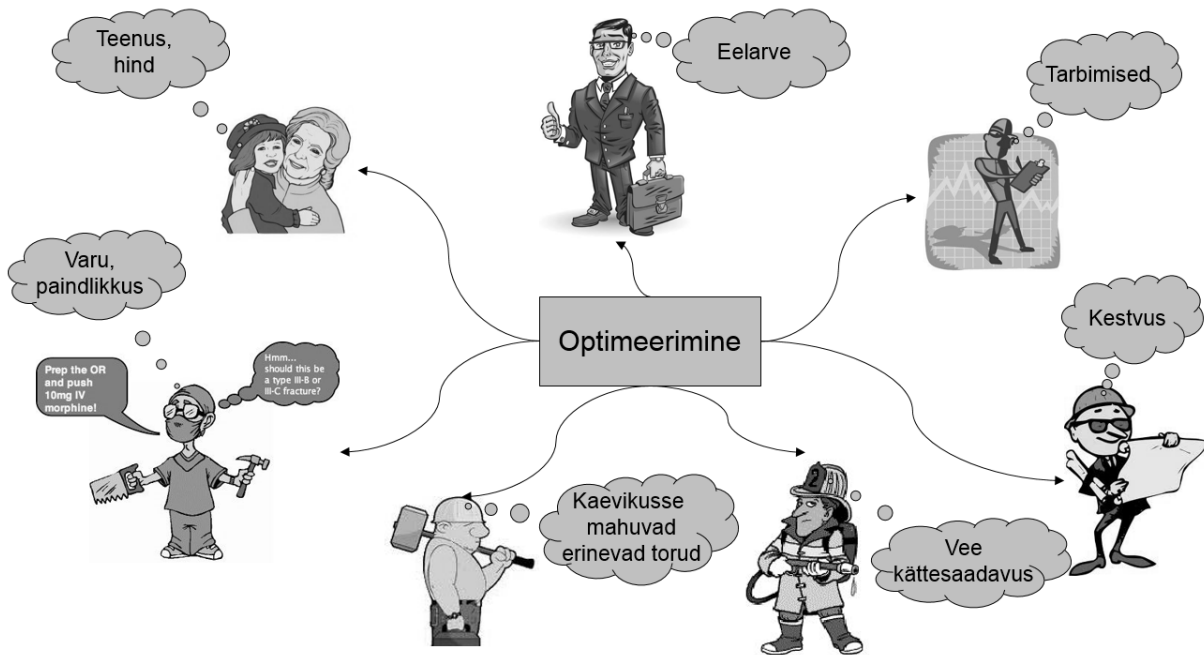 Teenus,
hind
Eelarve
Tarbimised
Varu,
paindlikkus
Optimeerimine
Kestvus
Prep the OR
and push
10mg IV
morphine!
Hmm...
should this be
a type III-B or
III-C fracture?
Kaevikusse
mahuvad
erinevad torud
2
Vee
kättesaadavus